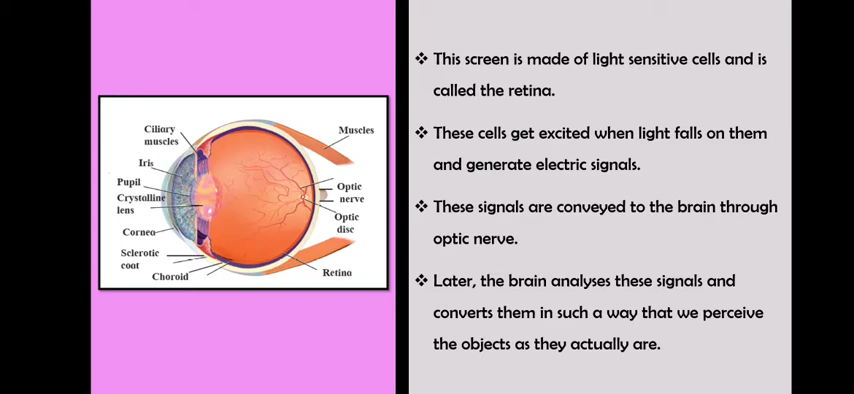 Ciliary
muscles
Iris
Pupil
Crystalline
lens
Cornea
Sclerotic
coat
Choroid
Muscles
Optic
nerve
Optic
disc
Retina
❖ This screen is made of light sensitive cells and is
called the retina.
❖ These cells get excited when light falls on them
and generate electric signals.
❖ These signals are conveyed to the brain through
optic nerve.
❖ Later, the brain analyses these signals and
converts them in such a way that we perceive
the objects as they actually are.